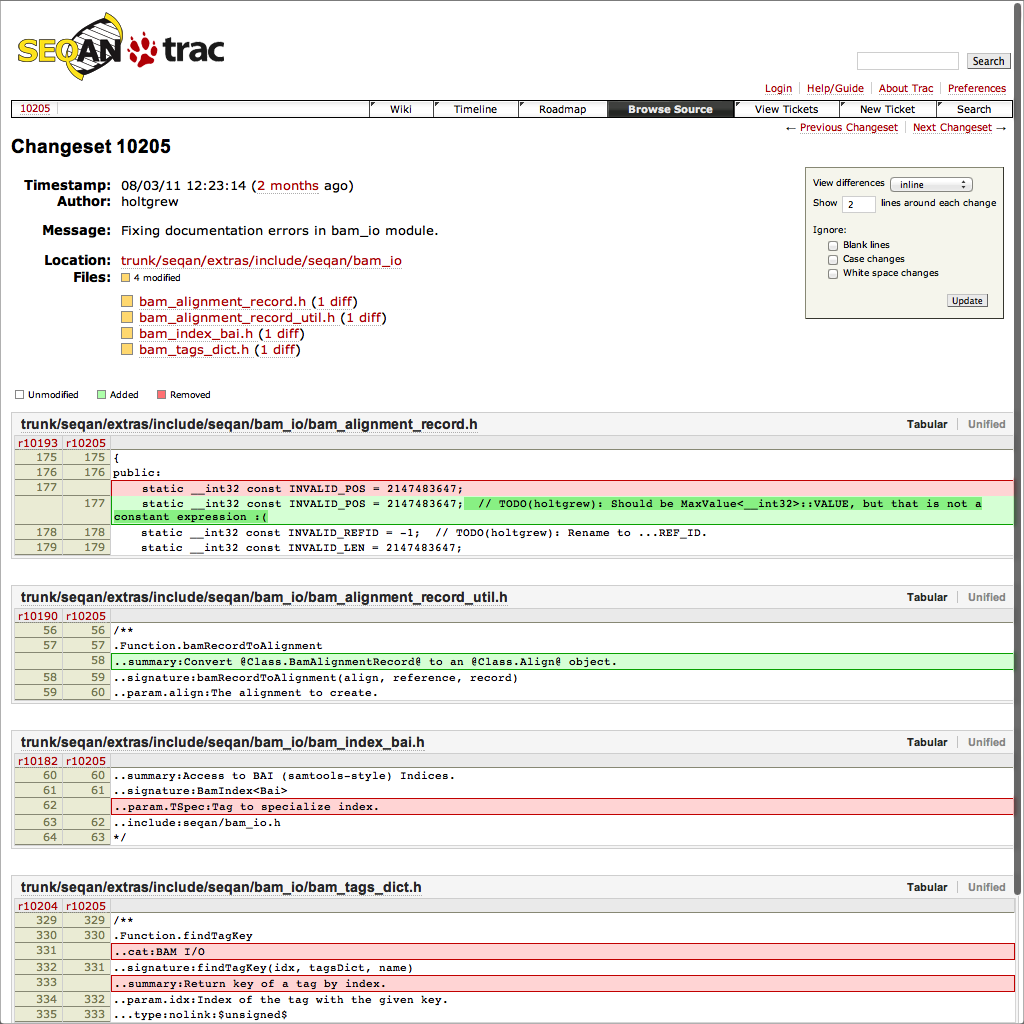 SEQAN trac
Search
Login Help/Guide About Trac Preferences
10205 Wiki Timeline Roadmap Browse Source View Tickets New Ticket Search
← Previous Changeset Next Changeset →
Changeset 10205
Timestamp: 08/03/11 12:23:14 (2 months ago)
Author: holtgrew
Message: Fixing documentation errors in bam_io module.
Location: trunk/seqan/extras/include/seqan/bam_io
Files: 4 modified
bam_alignment_record.h (1 diff)
bam_alignment_record_util.h (1 diff)
bam_index_bai.h (1 diff)
bam_tags_dict.h (1 diff)
View differences inline
Show 2 lines around each change
Ignore:
Blank lines
Case changes
White space changes
Update
Unmodified Added Removed
trunk/seqan/extras/include/seqan/bam_io/bam_alignment_record.h Tabular Unified
r10193 r10205
175 175 {
176 176 public:
177 static __int32 const INVALID_POS = 2147483647;
177 static __int32 const INVALID_POS = 2147483647; // TODO(holtgrew): Should be MaxValue<__int32>::VALUE, but that is not a
constant expression :(
178 178 static __int32 const INVALID_REFID = -1; // TODO(holtgrew): Rename to ...REF_ID.
179 179 static __int32 const INVALID_LEN = 2147483647;
trunk/seqan/extras/include/seqan/bam_io/bam_alignment_record_util.h Tabular Unified
r10190 r10205
56 56 /**
57 57 .Function.bamRecordToAlignment
58 ..summary:Convert @Class.BamAlignmentRecord@ to an @Class.Align@ object.
58 59 ..signature:bamRecordToAlignment(align, reference, record)
59 60 ..param.align:The alignment to create.
trunk/seqan/extras/include/seqan/bam_io/bam_index_bai.h Tabular Unified
r10182 r10205
60 60 ..summary:Access to BAI (samtools-style) Indices.
61 61 ..signature:BamIndex<Bai>
62 ..param.TSpec:Tag to specialize index.
63 62 ..include:seqan/bam_io.h
64 63 */
trunk/seqan/extras/include/seqan/bam_io/bam_tags_dict.h Tabular Unified
r10204 r10205
329 329 /**
330 330 .Function.findTagKey
331 ..cat:BAM I/O
332 331 ..signature:findTagKey(idx, tagsDict, name)
333 ..summary:Return key of a tag by index.
334 332 ..param.idx:Index of the tag with the given key.
335 333 ...type:nolink:$unsigned$